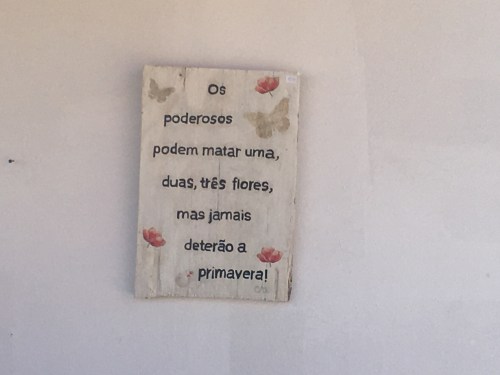 Os
poderosos
podem matar uma,
duas, três flores,
mas jamais
deterão a
primavera!